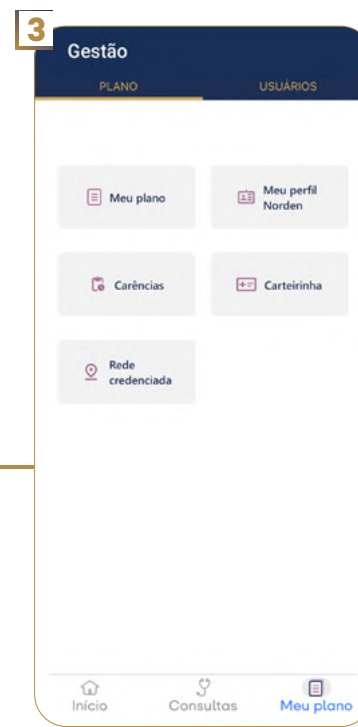 3
Gestão
PLANO
USUÁRIOS
Meu plano
Meu perfil
Norden
Carências
Carteirinha
Rede
credenciada
Início
Consultas
Meu plano